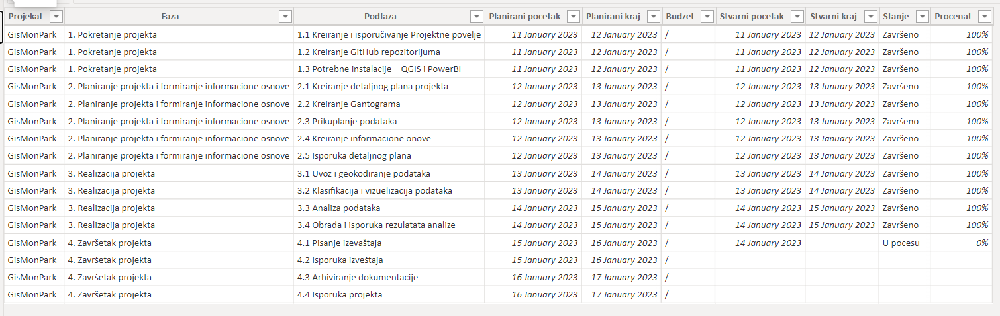 Projekat Faza Podfaza Planirani pocetak Planirani kraj Budzet Stvarni pocetak Stvarni kraj Stanje Procenat
GisMonPark 1. Pokretanje projekta 1.1 Kreiranje i isporučivanje Projektne povelje 11 January 2023 12 January 2023 / 11 January 2023 12 January 2023 Završeno 100%
GisMonPark 1. Pokretanje projekta 1.2 Kreiranje GitHub repozitorijuma 11 January 2023 12 January 2023 / 11 January 2023 12 January 2023 Završeno 100%
GisMonPark 1. Pokretanje projekta 1.3 Potrebne instalacije – QGIS i PowerBI 11 January 2023 12 January 2023 / 11 January 2023 12 January 2023 Završeno 100%
GisMonPark 2. Planiranje projekta i formiranje informacione osnove 2.1 Kreiranje detaljnog plana projekta 12 January 2023 13 January 2023 / 12 January 2023 13 January 2023 Završeno 100%
GisMonPark 2. Planiranje projekta i formiranje informacione osnove 2.2 Kreiranje Gantograma 12 January 2023 13 January 2023 / 12 January 2023 13 January 2023 Završeno 100%
GisMonPark 2. Planiranje projekta i formiranje informacione osnove 2.3 Prikuplanje podataka 12 January 2023 13 January 2023 / 12 January 2023 13 January 2023 Završeno 100%
GisMonPark 2. Planiranje projekta i formiranje informacione osnove 2.4 Kreiranje informacione onove 12 January 2023 13 January 2023 / 12 January 2023 13 January 2023 Završeno 100%
GisMonPark 2. Planiranje projekta i formiranje informacione osnove 2.5 Isporuka detaljnog plana 12 January 2023 13 January 2023 / 12 January 2023 13 January 2023 Završeno 100%
GisMonPark 3. Realizacija projekta 3.1 Uvoz i geokodiranje podataka 13 January 2023 14 January 2023 / 13 January 2023 14 January 2023 Završeno 100%
GisMonPark 3. Realizacija projekta 3.2 Klasifikacija i vizuelizacija podataka 13 January 2023 14 January 2023 / 13 January 2023 14 January 2023 Završeno 100%
GisMonPark 3. Realizacija projekta 3.3 Analiza podataka 14 January 2023 15 January 2023 / 14 January 2023 15 January 2023 Završeno 100%
GisMonPark 3. Realizacija projekta 3.4 Obrada i isporuka rezulatata analize 14 January 2023 15 January 2023 / 14 January 2023 15 January 2023 Završeno 100%
GisMonPark 4. Završetak projekta 4.1 Pisanje izevaštaja 15 January 2023 16 January 2023 / 14 January 2023 U pocesu 0%
GisMonPark 4. Završetak projekta 4.2 Isporuka izveštaja 15 January 2023 16 January 2023 /
GisMonPark 4. Završetak projekta 4.3 Arhiviranje dokumentacije 16 January 2023 17 January 2023 /
GisMonPark 4. Završetak projekta 4.4 Isporuka projekta 16 January 2023 17 January 2023 /